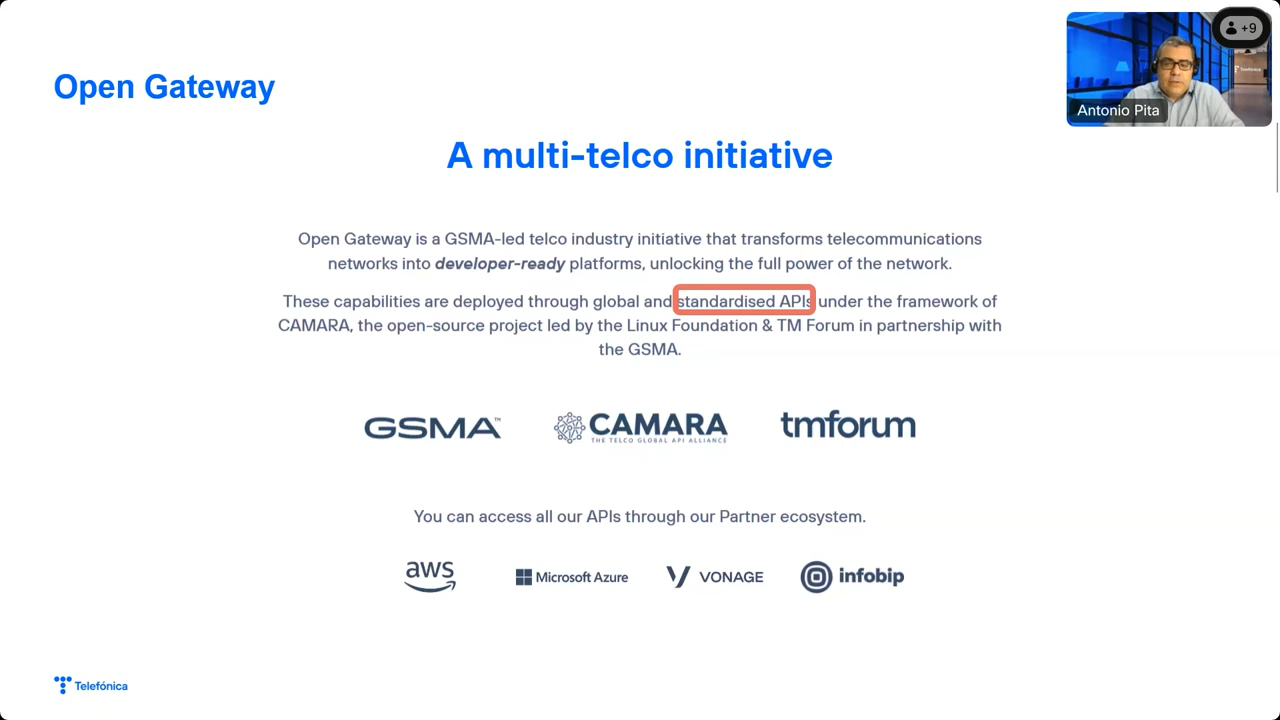 +9
Telefónica
Antonio Pita
Open Gateway
A multi-telco initiative
Open Gateway is a GSMA-led telco industry initiative that transforms telecommunications
networks into developer-ready platforms, unlocking the full power of the network.
These capabilities are deployed through global and standardised APIs under the framework of
CAMARA, the open-source project led by the Linux Foundation & TM Forum in partnership with
the GSMA.
GSMA™
CAMARA
THE TELCO GLOBAL API ALLIANCE
tmforum
You can access all our APIs through our Partner ecosystem.
aws
Microsoft Azure
VONAGE
infobip
Telefónica